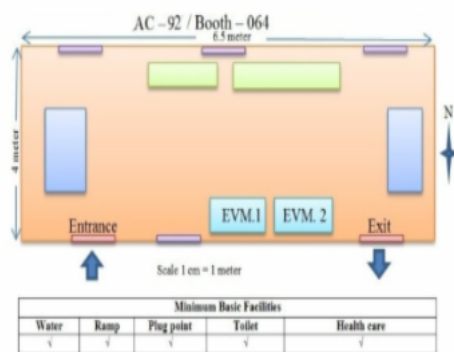 AC – 92 / Booth – 064
6.5 meter
4 meter
N
EVM.1 EVM. 2
Entrance Exit
Scale 1 cm = 1 meter
Minimum Basic Facilities
Water Ramp Plug point Toilet Health care
√ √ √ √ √